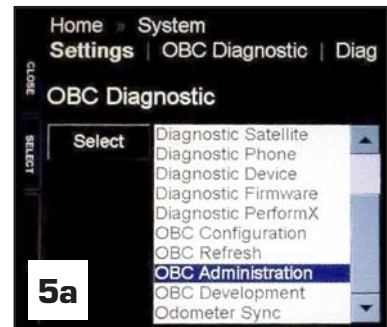 Home » System
Settings | OBC Diagnostic | Diag
CLOSE
OBC Diagnostic
SELECT
Select
Diagnostic Satellite
Diagnostic Phone
Diagnostic Device
Diagnostic Firmware
Diagnostic PerformX
OBC Configuration
OBC Refresh
OBC Administration
OBC Development
Odometer Sync
5a